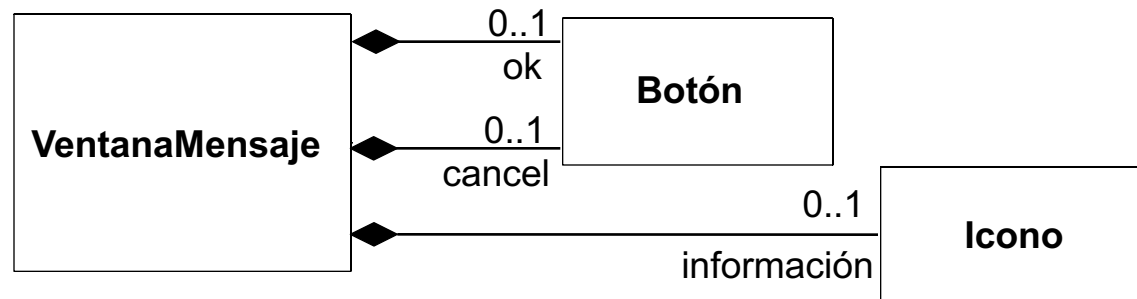 VentanaMensaje
0..1
ok
Botón
0..1
cancel
0..1
información
Icono